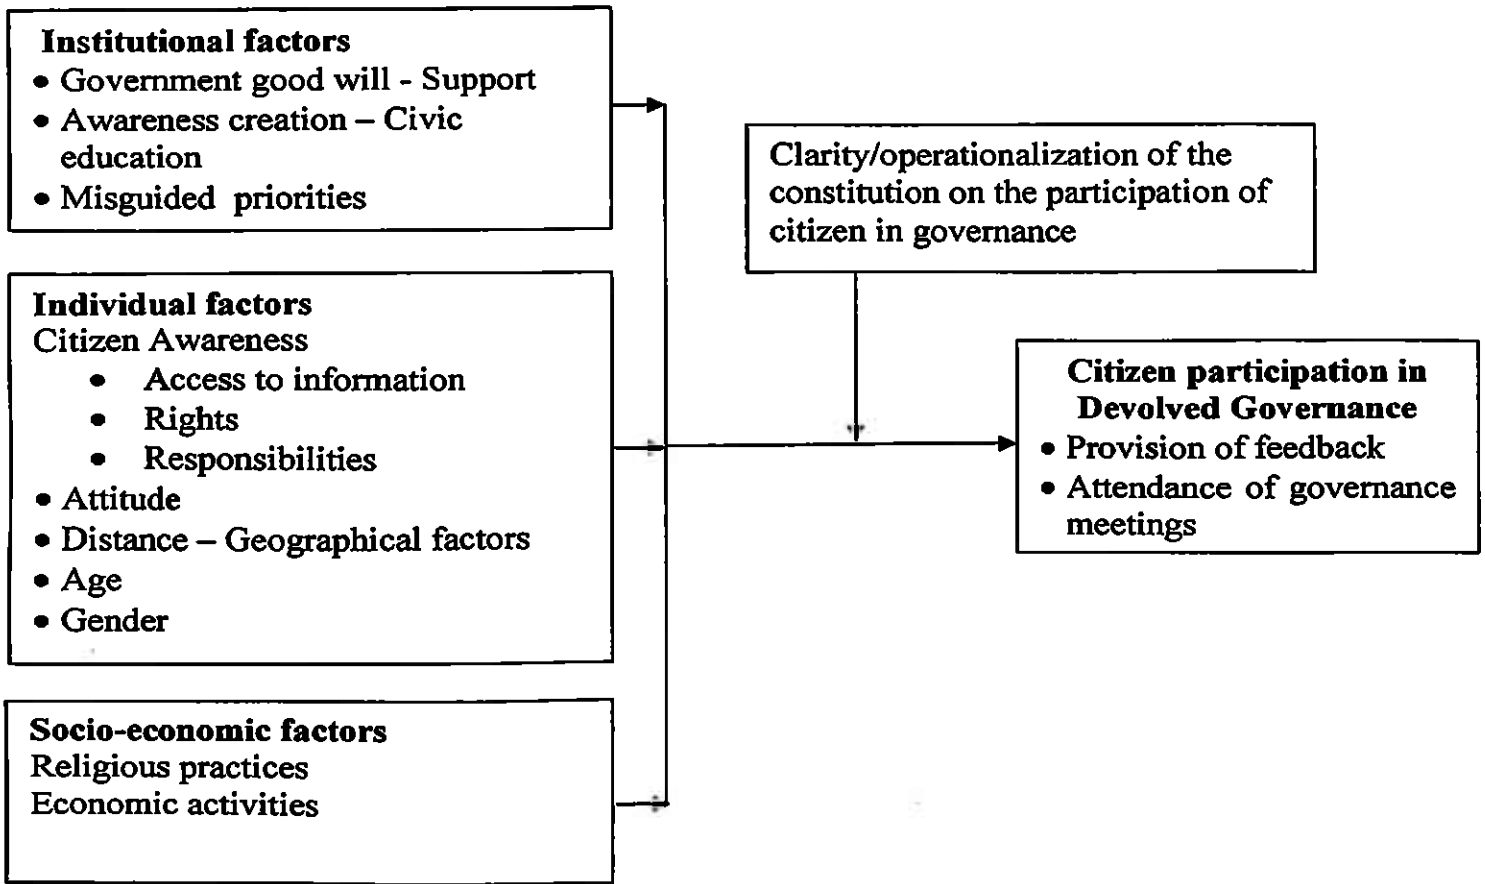 Institutional factors
• Government good will - Support
• Awareness creation – Civic
education
• Misguided priorities
Clarity/operationalization of the
constitution on the participation of
citizen in governance
Individual factors
Citizen Awareness
• Access to information
• Rights
• Responsibilities
• Attitude
• Distance – Geographical factors
• Age
• Gender
Citizen participation in
Devolved Governance
• Provision of feedback
• Attendance of governance
meetings
Socio-economic factors
Religious practices
Economic activities